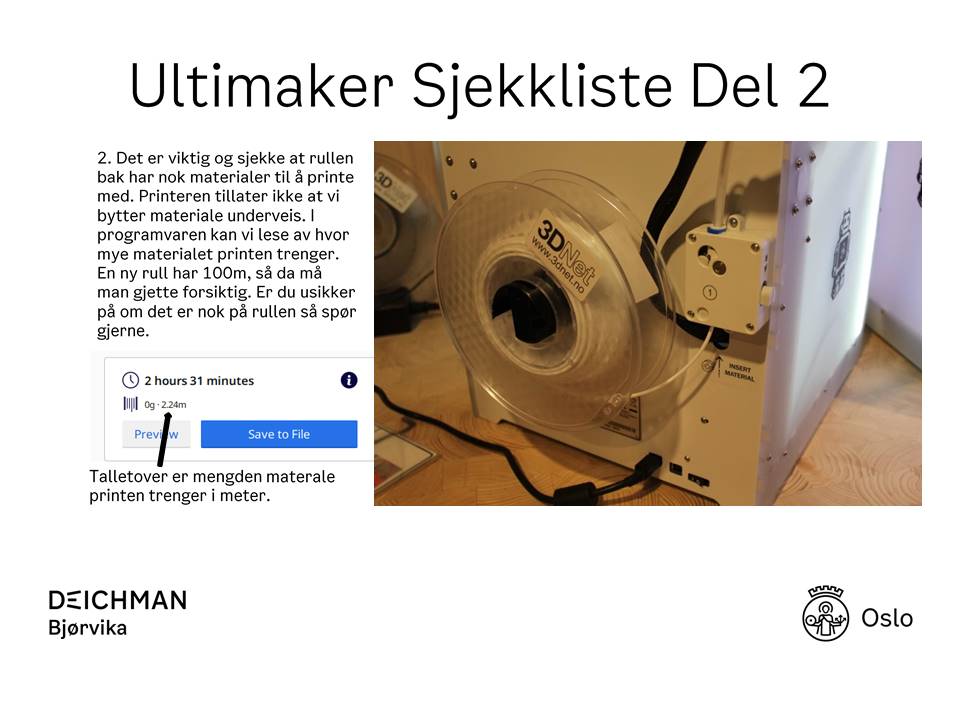 Ultimaker Sjekkliste Del 2
2. Det er viktig og sjekke at rullen
bak har nok materialer til å printe
med. Printeren tillater ikke at vi
bytter materiale underveis. I
programvaren kan vi lese av hvor
mye materialet printen trenger.
En ny rull har 100m, så da må
man gjette forsiktig. Er du usikker
på om det er nok på rullen så spør
gjerne.
2 hours 31 minutes
0g · 2.24m
Preview
Save to File
Talletover er mengden materale
printen trenger i meter.
3D
3DNet
www.3dnet.no
1
INSERT
MATERIAL
DEICHMAN
Bjørvika
Oslo